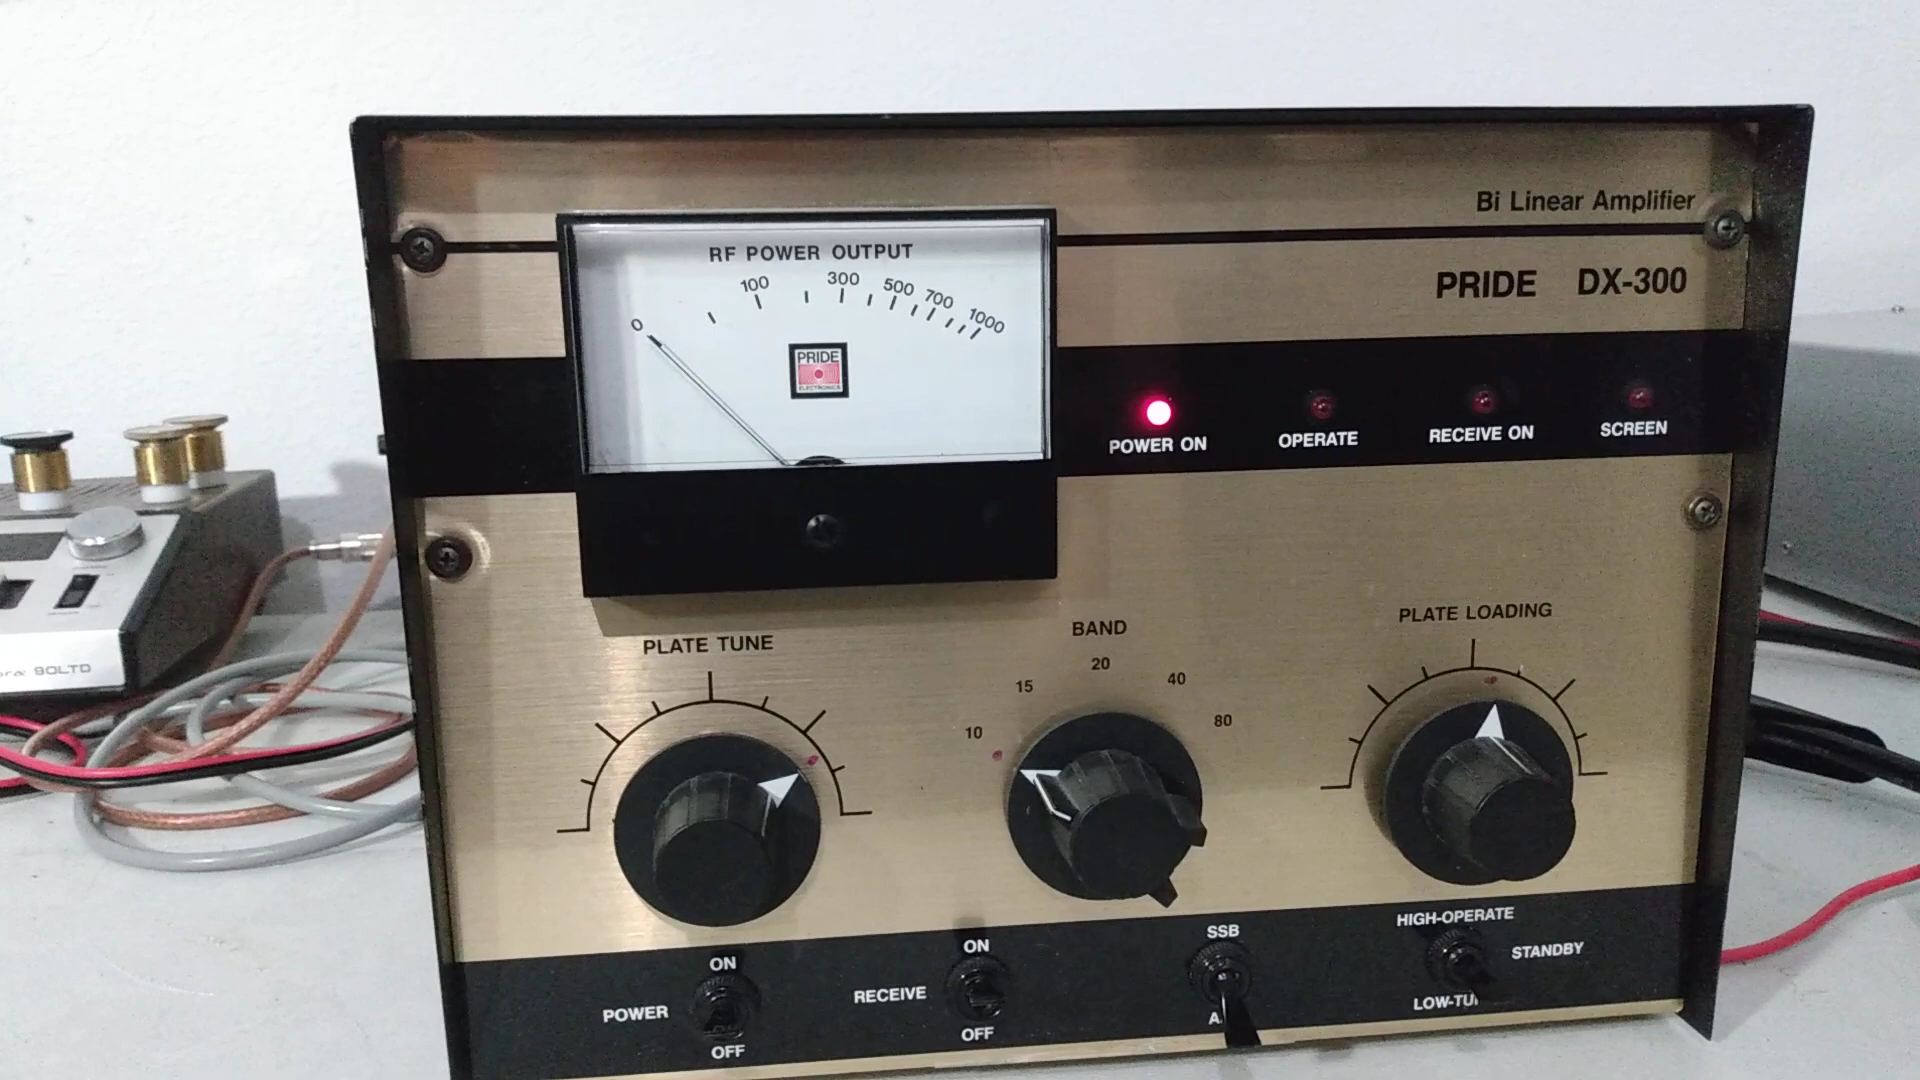 Bi Linear Amplifier
RF POWER OUTPUT
PRIDE DX-300
0 100 300 500 700 1000
PRIDE
ELECTRONICS
POWER ON
OPERATE
RECEIVE ON
SCREEN
PLATE TUNE
BAND
PLATE LOADING
10 15 20 40 80
90LTD
ON
POWER
OFF
ON
RECEIVE
OFF
SSB
HIGH-OPERATE
STANDBY